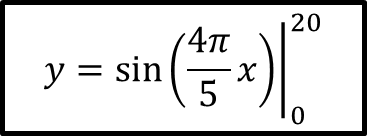 y = sin(4π/5 x)|₀²⁰